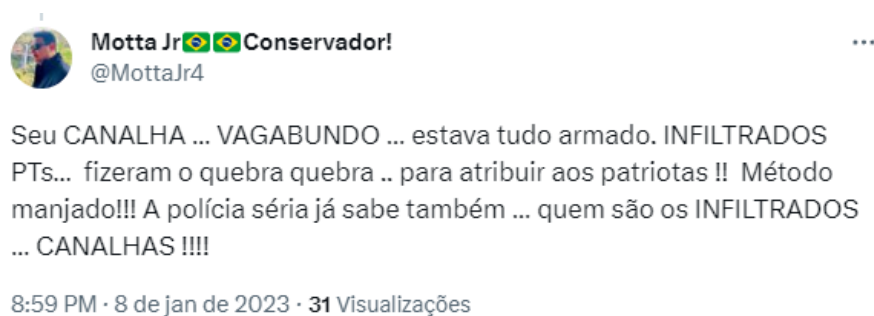 Motta Jr🇧🇷🇧🇷Conservador!
@MottaJr4
Seu CANALHA ... VAGABUNDO ... estava tudo armado. INFILTRADOS
PTs...  fizeram o quebra quebra .. para atribuir aos patriotas !!  Método
manjado!!! A polícia séria já sabe também ... quem são os INFILTRADOS
... CANALHAS !!!!
8:59 PM · 8 de jan de 2023 · 31 Visualizações